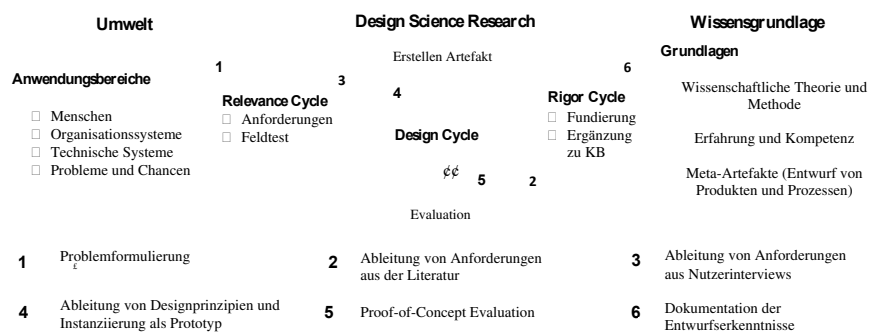 Umwelt
Design Science Research
Wissensgrundlage
Erstellen Artefakt
Grundlagen
Anwendungsbereiche
1
3
6
4
Relevance Cycle
Rigor Cycle
Wissenschaftliche Theorie und
Methode
□ Menschen
□ Organisationssysteme
□ Technische Systeme
□ Probleme und Chancen
□ Anforderungen
□ Feldtest
Design Cycle
□ Fundierung
□ Ergänzung
zu KB
Erfahrung und Kompetenz
¢¢
5
2
Meta-Artefakte (Entwurf von
Produkten und Prozessen)
Evaluation
1 Problemformulierung
£
2 Ableitung von Anforderungen
aus der Literatur
3 Ableitung von Anforderungen
aus Nutzerinterviews
4 Ableitung von Designprinzipien und
Instanziierung als Prototyp
5 Proof-of-Concept Evaluation
6 Dokumentation der
Entwurfserkenntnisse